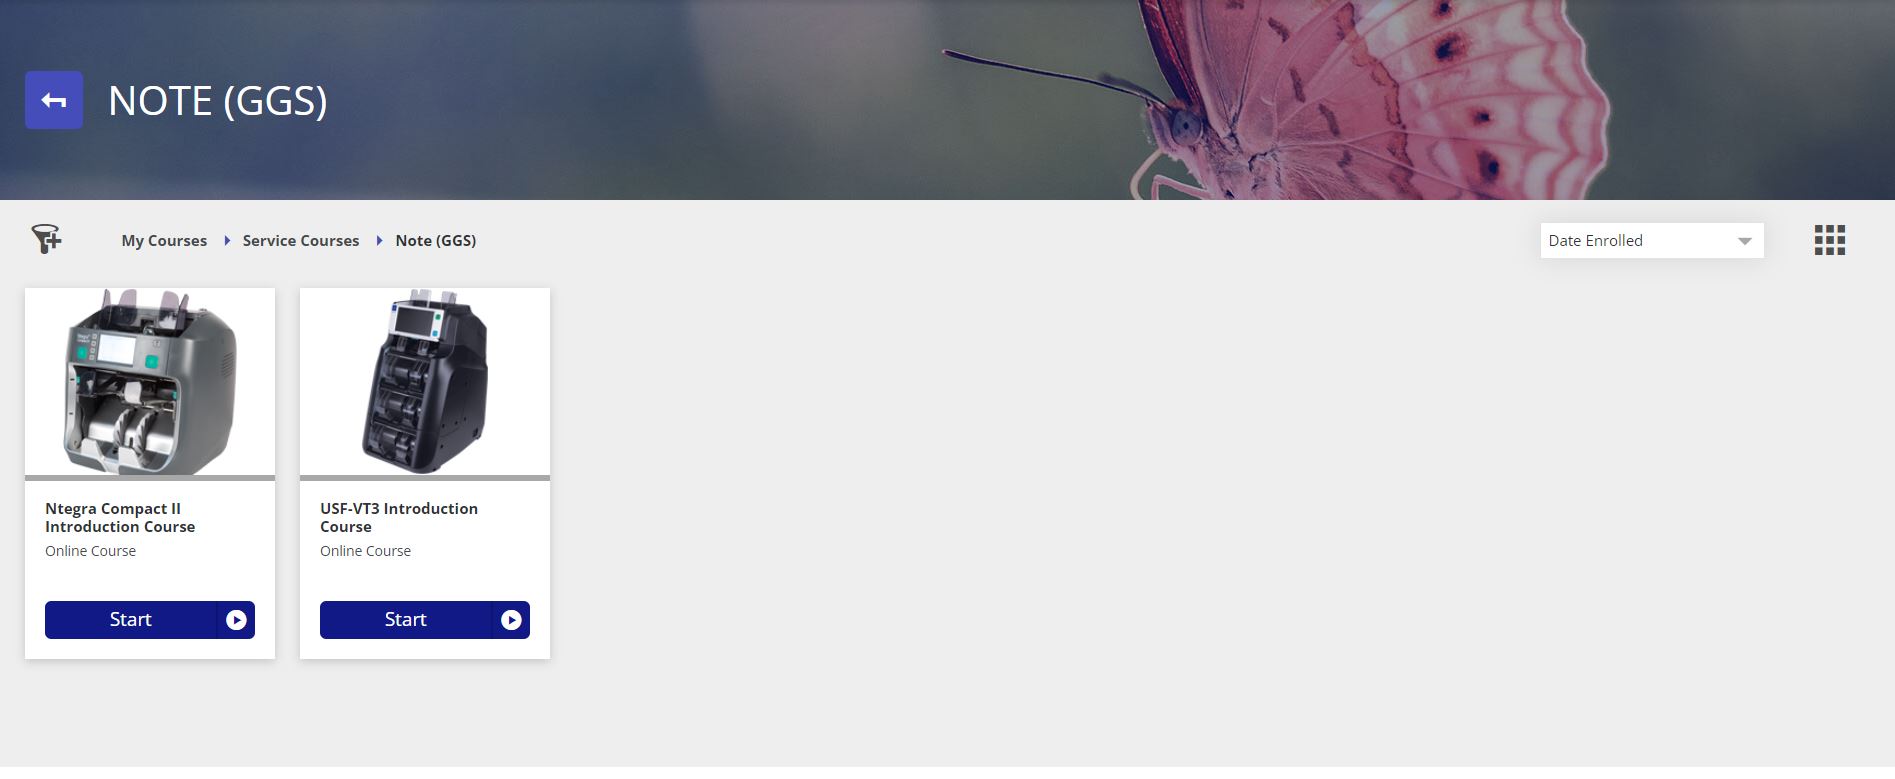 NOTE (GGS)
My Courses
Service Courses
Note (GGS)
Date Enrolled
Ntegra Compact II
Introduction Course
Online Course
Start
USF-VT3 Introduction
Course
Online Course
Start